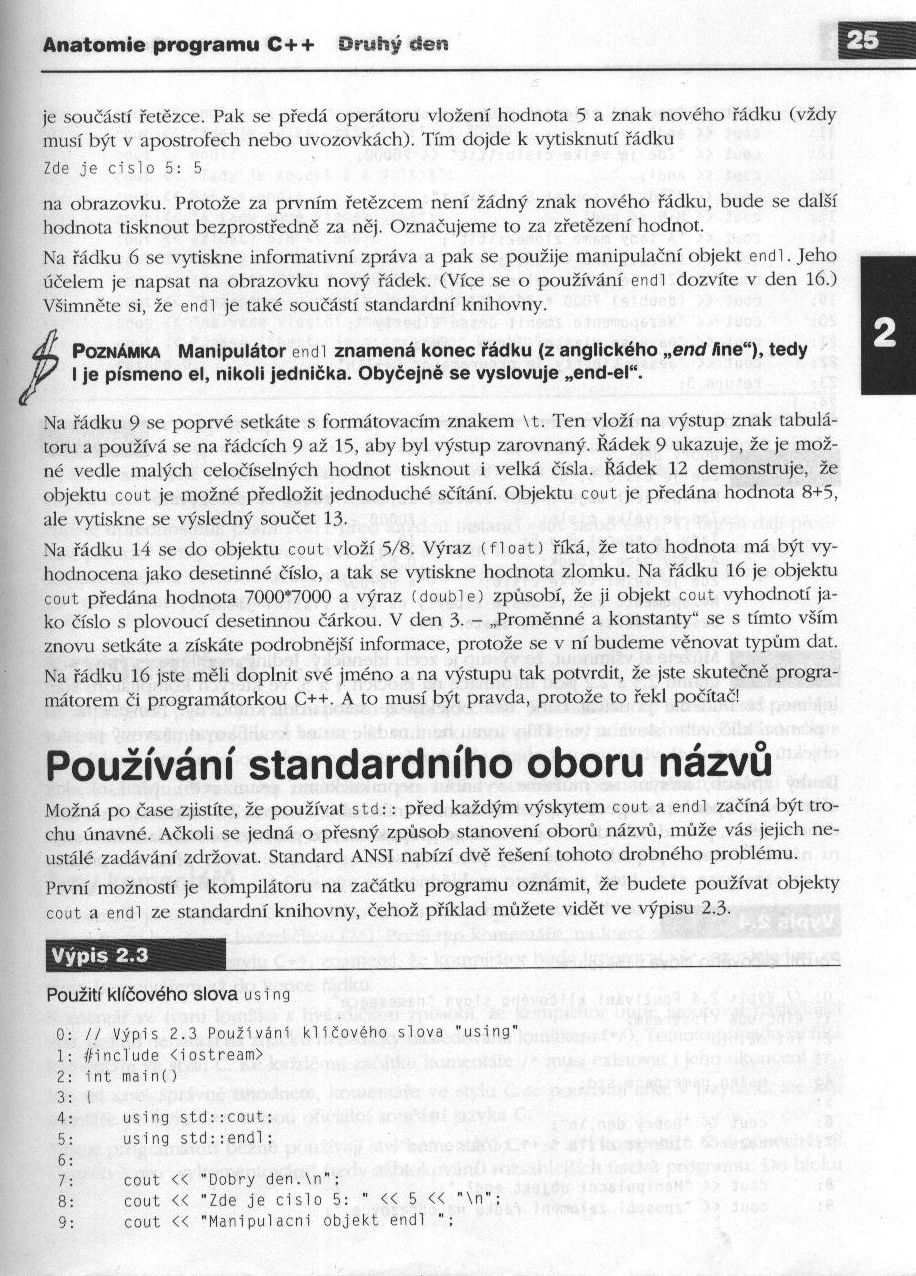 Anatomie programu C++ Druhý den
25
je součástí řetězce. Pak se předá operátoru vložení hodnota 5 a znak nového řádku (vždy
musí být v apostrofech nebo uvozovkách). Tím dojde k vytisknutí řádku
Zde je cislo 5: 5
na obrazovku. Protože za prvním řetězcem není žádný znak nového řádku, bude se další
hodnota tisknout bezprostředně za něj. Označujeme to za zřetězení hodnot.
Na řádku 6 se vytiskne informativní zpráva a pak se použije manipulační objekt endl. Jeho
účelem je napsat na obrazovku nový řádek. (Více se o používání endl dozvíte v den 16.)
Všimněte si, že endl je také součástí standardní knihovny.
2
POZNÁMKA Manipulátor endl znamená konec řádku (z anglického „end line“), tedy
l je písmeno el, nikoli jednička. Obyčejně se vyslovuje „end-el“.
Na řádku 9 se poprvé setkáte s formátovacím znakem \t. Ten vloží na výstup znak tabulá-
toru a používá se na řádcích 9 až 15, aby byl výstup zarovnaný. Řádek 9 ukazuje, že je mož-
né vedle malých celočíselných hodnot tisknout i velká čísla. Řádek 12 demonstruje, že
objektu cout je možné předložit jednoduché sčítání. Objektu cout je předána hodnota 8+5,
ale vytiskne se výsledný součet 13.
Na řádku 14 se do objektu cout vloží 5/8. Výraz (float) říká, že tato hodnota má být vy-
hodnocena jako desetinné číslo, a tak se vytiskne hodnota zlomku. Na řádku 16 je objektu
cout předána hodnota 7000*7000 a výraz (double) způsobí, že ji objekt cout vyhodnotí ja-
ko číslo s plovoucí desetinnou čárkou. V den 3. – „Proměnné a konstanty“ se s tímto vším
znovu setkáte a získáte podrobnější informace, protože se v ní budeme věnovat typům dat.
Na řádku 16 jste měli doplnit své jméno a na výstupu tak potvrdit, že jste skutečně progra-
mátorem či programátorkou C++. A to musí být pravda, protože to řekl počítač!
Používání standardního oboru názvů
Možná po čase zjistíte, že používat std:: před každým výskytem cout a endl začíná být tro-
chu únavné. Ačkoli se jedná o přesný způsob stanovení oborů názvů, může vás jejich ne-
ustálé zadávání zdržovat. Standard ANSI nabízí dvě řešení tohoto drobného problému.
První možností je kompilátoru na začátku programu oznámit, že budete používat objekty
cout a endl ze standardní knihovny, čehož příklad můžete vidět ve výpisu 2.3.
Výpis 2.3
Použití klíčového slova using
0: // Výpis 2.3 Používání klíčového slova "using"
1: #include <iostream>
2: int main()
3: {
4: using std::cout;
5: using std::endl;
6:
7: cout << "Dobry den.\n";
8: cout << "Zde je cislo 5: " << 5 << "\n";
9: cout << "Manipulacni objekt endl ";